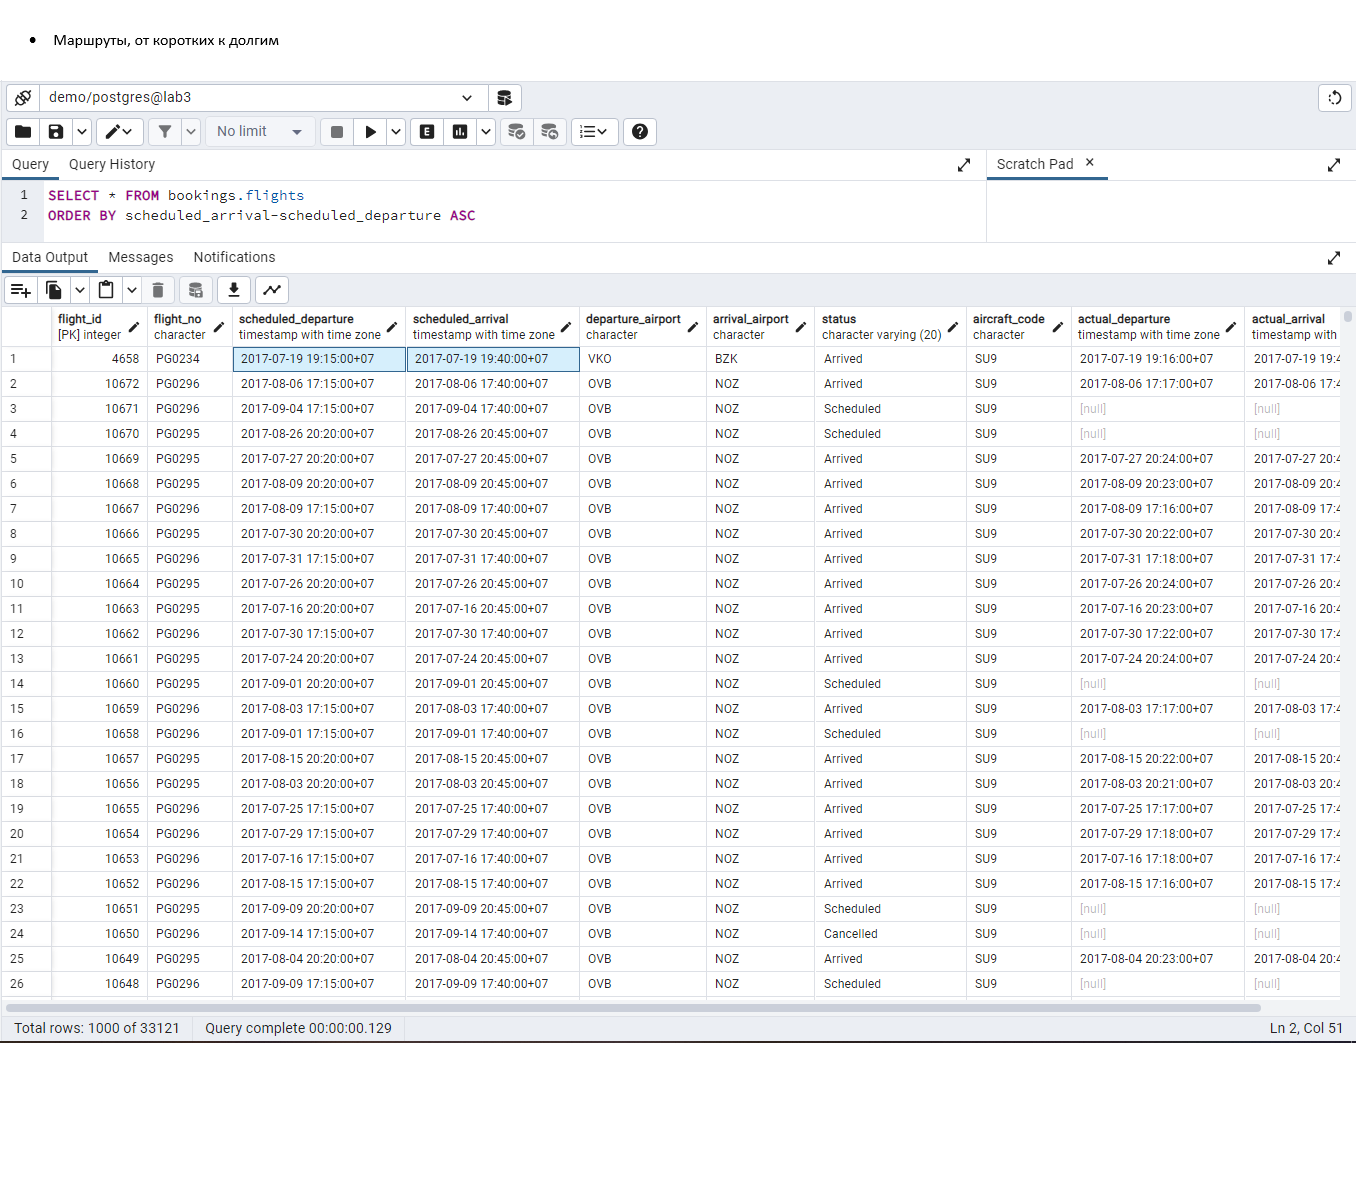 • Маршруты, от коротких к долгим
demo/postgres@lab3
No limit
Query Query History Scratch Pad
1 SELECT * FROM bookings.flights
2 ORDER BY scheduled_arrival-scheduled_departure ASC
Data Output Messages Notifications
flight_id flight_no scheduled_departure scheduled_arrival departure_airport arrival_airport status aircraft_code actual_departure actual_arrival
[PK] integer character timestamp with time zone timestamp with time zone character character character varying (20) character timestamp with time zone timestamp with
1 4658 PG0234 2017-07-19 19:15:00+07 2017-07-19 19:40:00+07 VKO BZK Arrived SU9 2017-07-19 19:16:00+07 2017-07-19 19:4
2 10672 PG0296 2017-08-06 17:15:00+07 2017-08-06 17:40:00+07 OVB NOZ Arrived SU9 2017-08-06 17:17:00+07 2017-08-06 17:4
3 10671 PG0296 2017-09-04 17:15:00+07 2017-09-04 17:40:00+07 OVB NOZ Scheduled SU9 [null] [null]
4 10670 PG0295 2017-08-26 20:20:00+07 2017-08-26 20:45:00+07 OVB NOZ Scheduled SU9 [null] [null]
5 10669 PG0295 2017-07-27 20:20:00+07 2017-07-27 20:45:00+07 OVB NOZ Arrived SU9 2017-07-27 20:24:00+07 2017-07-27 20:4
6 10668 PG0295 2017-08-09 20:20:00+07 2017-08-09 20:45:00+07 OVB NOZ Arrived SU9 2017-08-09 20:23:00+07 2017-08-09 20:4
7 10667 PG0296 2017-08-09 17:15:00+07 2017-08-09 17:40:00+07 OVB NOZ Arrived SU9 2017-08-09 17:16:00+07 2017-08-09 17:4
8 10666 PG0295 2017-07-30 20:20:00+07 2017-07-30 20:45:00+07 OVB NOZ Arrived SU9 2017-07-30 20:22:00+07 2017-07-30 20:4
9 10665 PG0296 2017-07-31 17:15:00+07 2017-07-31 17:40:00+07 OVB NOZ Arrived SU9 2017-07-31 17:18:00+07 2017-07-31 17:4
10 10664 PG0295 2017-07-26 20:20:00+07 2017-07-26 20:45:00+07 OVB NOZ Arrived SU9 2017-07-26 20:24:00+07 2017-07-26 20:4
11 10663 PG0295 2017-07-16 20:20:00+07 2017-07-16 20:45:00+07 OVB NOZ Arrived SU9 2017-07-16 20:23:00+07 2017-07-16 20:4
12 10662 PG0296 2017-07-30 17:15:00+07 2017-07-30 17:40:00+07 OVB NOZ Arrived SU9 2017-07-30 17:22:00+07 2017-07-30 17:4
13 10661 PG0295 2017-07-24 20:20:00+07 2017-07-24 20:45:00+07 OVB NOZ Arrived SU9 2017-07-24 20:24:00+07 2017-07-24 20:4
14 10660 PG0295 2017-09-01 20:20:00+07 2017-09-01 20:45:00+07 OVB NOZ Scheduled SU9 [null] [null]
15 10659 PG0296 2017-08-03 17:15:00+07 2017-08-03 17:40:00+07 OVB NOZ Arrived SU9 2017-08-03 17:17:00+07 2017-08-03 17:4
16 10658 PG0296 2017-09-01 17:15:00+07 2017-09-01 17:40:00+07 OVB NOZ Scheduled SU9 [null] [null]
17 10657 PG0295 2017-08-15 20:20:00+07 2017-08-15 20:45:00+07 OVB NOZ Arrived SU9 2017-08-15 20:22:00+07 2017-08-15 20:4
18 10656 PG0295 2017-08-03 20:20:00+07 2017-08-03 20:45:00+07 OVB NOZ Arrived SU9 2017-08-03 20:21:00+07 2017-08-03 20:4
19 10655 PG0296 2017-07-25 17:15:00+07 2017-07-25 17:40:00+07 OVB NOZ Arrived SU9 2017-07-25 17:17:00+07 2017-07-25 17:4
20 10654 PG0296 2017-07-29 17:15:00+07 2017-07-29 17:40:00+07 OVB NOZ Arrived SU9 2017-07-29 17:18:00+07 2017-07-29 17:4
21 10653 PG0296 2017-07-16 17:15:00+07 2017-07-16 17:40:00+07 OVB NOZ Arrived SU9 2017-07-16 17:18:00+07 2017-07-16 17:4
22 10652 PG0296 2017-08-15 17:15:00+07 2017-08-15 17:40:00+07 OVB NOZ Arrived SU9 2017-08-15 17:16:00+07 2017-08-15 17:4
23 10651 PG0295 2017-09-09 20:20:00+07 2017-09-09 20:45:00+07 OVB NOZ Scheduled SU9 [null] [null]
24 10650 PG0296 2017-09-14 17:15:00+07 2017-09-14 17:40:00+07 OVB NOZ Cancelled SU9 [null] [null]
25 10649 PG0295 2017-08-04 20:20:00+07 2017-08-04 20:45:00+07 OVB NOZ Arrived SU9 2017-08-04 20:23:00+07 2017-08-04 20:4
26 10648 PG0296 2017-09-09 17:15:00+07 2017-09-09 17:40:00+07 OVB NOZ Scheduled SU9 [null] [null]
Total rows: 1000 of 33121 Query complete 00:00:00.129 Ln 2, Col 51